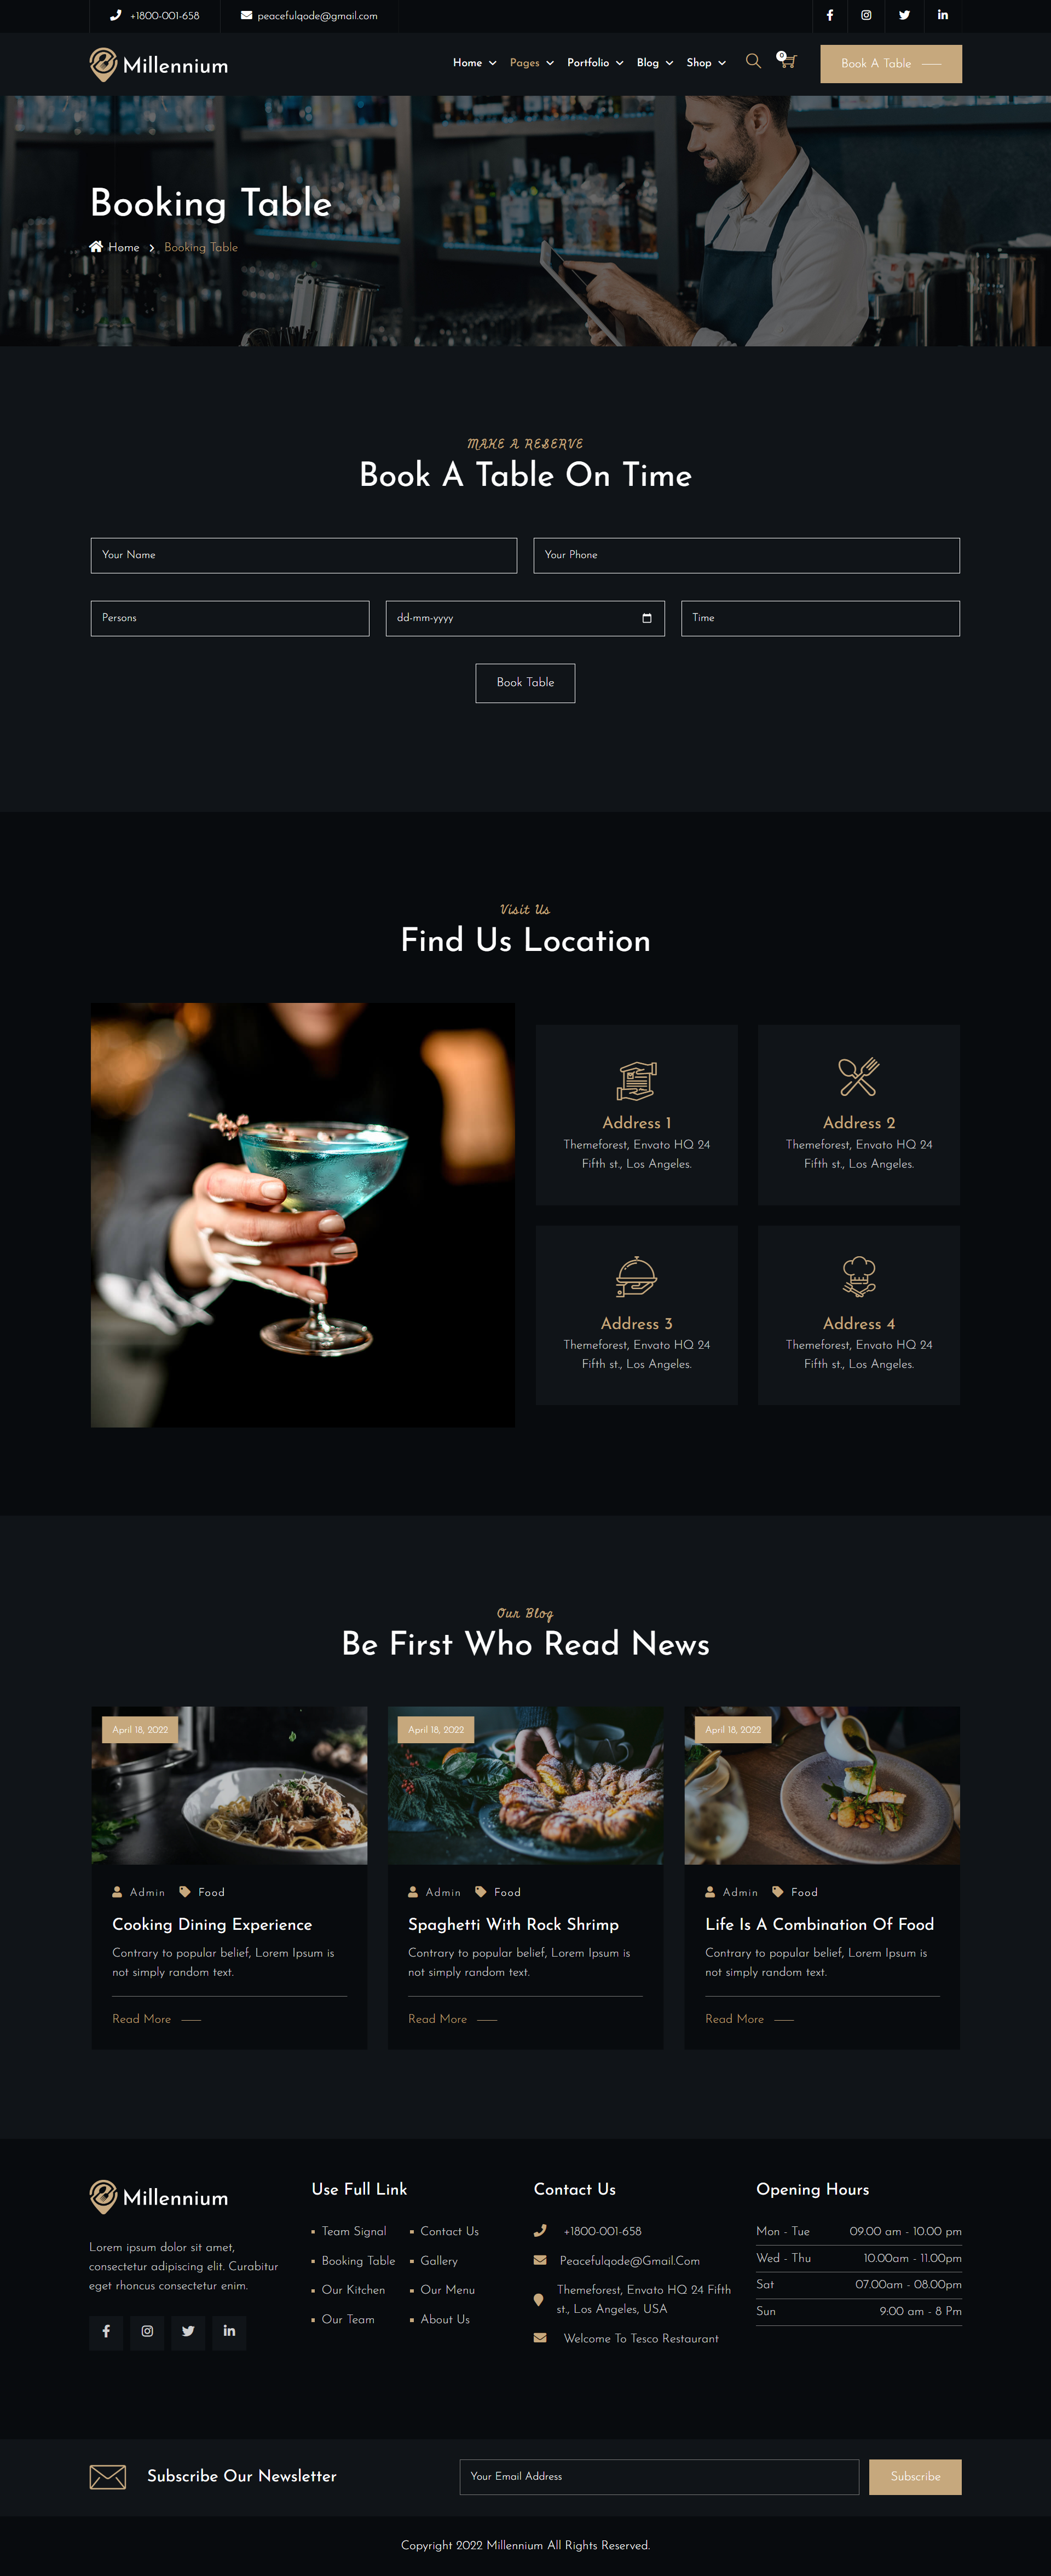 +1800-001-658
peacefulqode@gmail.com
Millennium
Home
Pages
Portfolio
Blog
Shop
0
Book A Table
Booking Table
Home
Booking Table
MAKE A RESERVE
Book A Table On Time
Your Name
Your Phone
Persons
dd-mm-yyyy
Time
Book Table
Visit Us
Find Us Location
Address 1
Themeforest, Envato HQ 24
Fifth st., Los Angeles.
Address 2
Themeforest, Envato HQ 24
Fifth st., Los Angeles.
Address 3
Themeforest, Envato HQ 24
Fifth st., Los Angeles.
Address 4
Themeforest, Envato HQ 24
Fifth st., Los Angeles.
Our Blog
Be First Who Read News
April 18, 2022
Admin
Food
Cooking Dining Experience
Contrary to popular belief, Lorem Ipsum is
not simply random text.
Read More
April 18, 2022
Admin
Food
Spaghetti With Rock Shrimp
Contrary to popular belief, Lorem Ipsum is
not simply random text.
Read More
April 18, 2022
Admin
Food
Life Is A Combination Of Food
Contrary to popular belief, Lorem Ipsum is
not simply random text.
Read More
Millennium
Lorem ipsum dolor sit amet,
consectetur adipiscing elit. Curabitur
eget rhoncus consectetur enim.
Use Full Link
Team Signal
Booking Table
Our Kitchen
Our Team
Contact Us
Gallery
Our Menu
About Us
Contact Us
+1800-001-658
Peacefulqode@Gmail.Com
Themeforest, Envato HQ 24 Fifth
st., Los Angeles, USA
Welcome To Tesco Restaurant
Opening Hours
Mon - Tue 09.00 am - 10.00 pm
Wed - Thu 10.00am - 11.00pm
Sat 07.00am - 08.00pm
Sun 9:00 am - 8 Pm
Subscribe Our Newsletter
Your Email Address
Subscribe
Copyright 2022 Millennium All Rights Reserved.